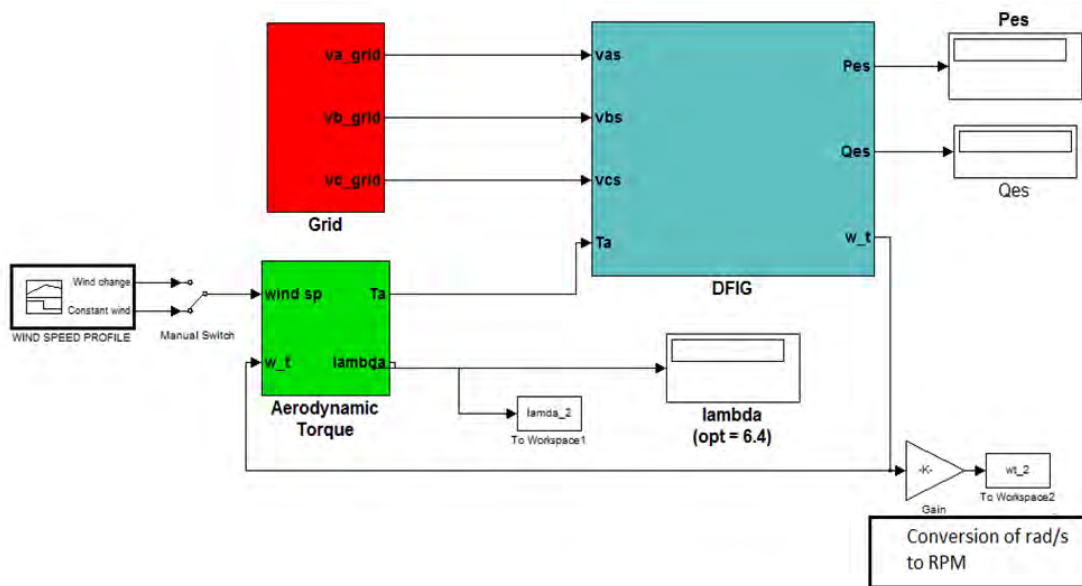 Pes
va_grid
vas
Pes
vb_grid
vbs
Qes
vc_grid
vcs
Qes
Grid
Ta
w_t
DFIG
Wind change
Constant wind
WIND SPEED PROFILE
Manual Switch
wind sp
Ta
w_t
lambda
Aerodynamic
Torque
lamda_2
To Workspace1
lambda
(opt = 6.4)
-K-
Gain
wt_2
To Workspace2
Conversion of rad/s
to RPM